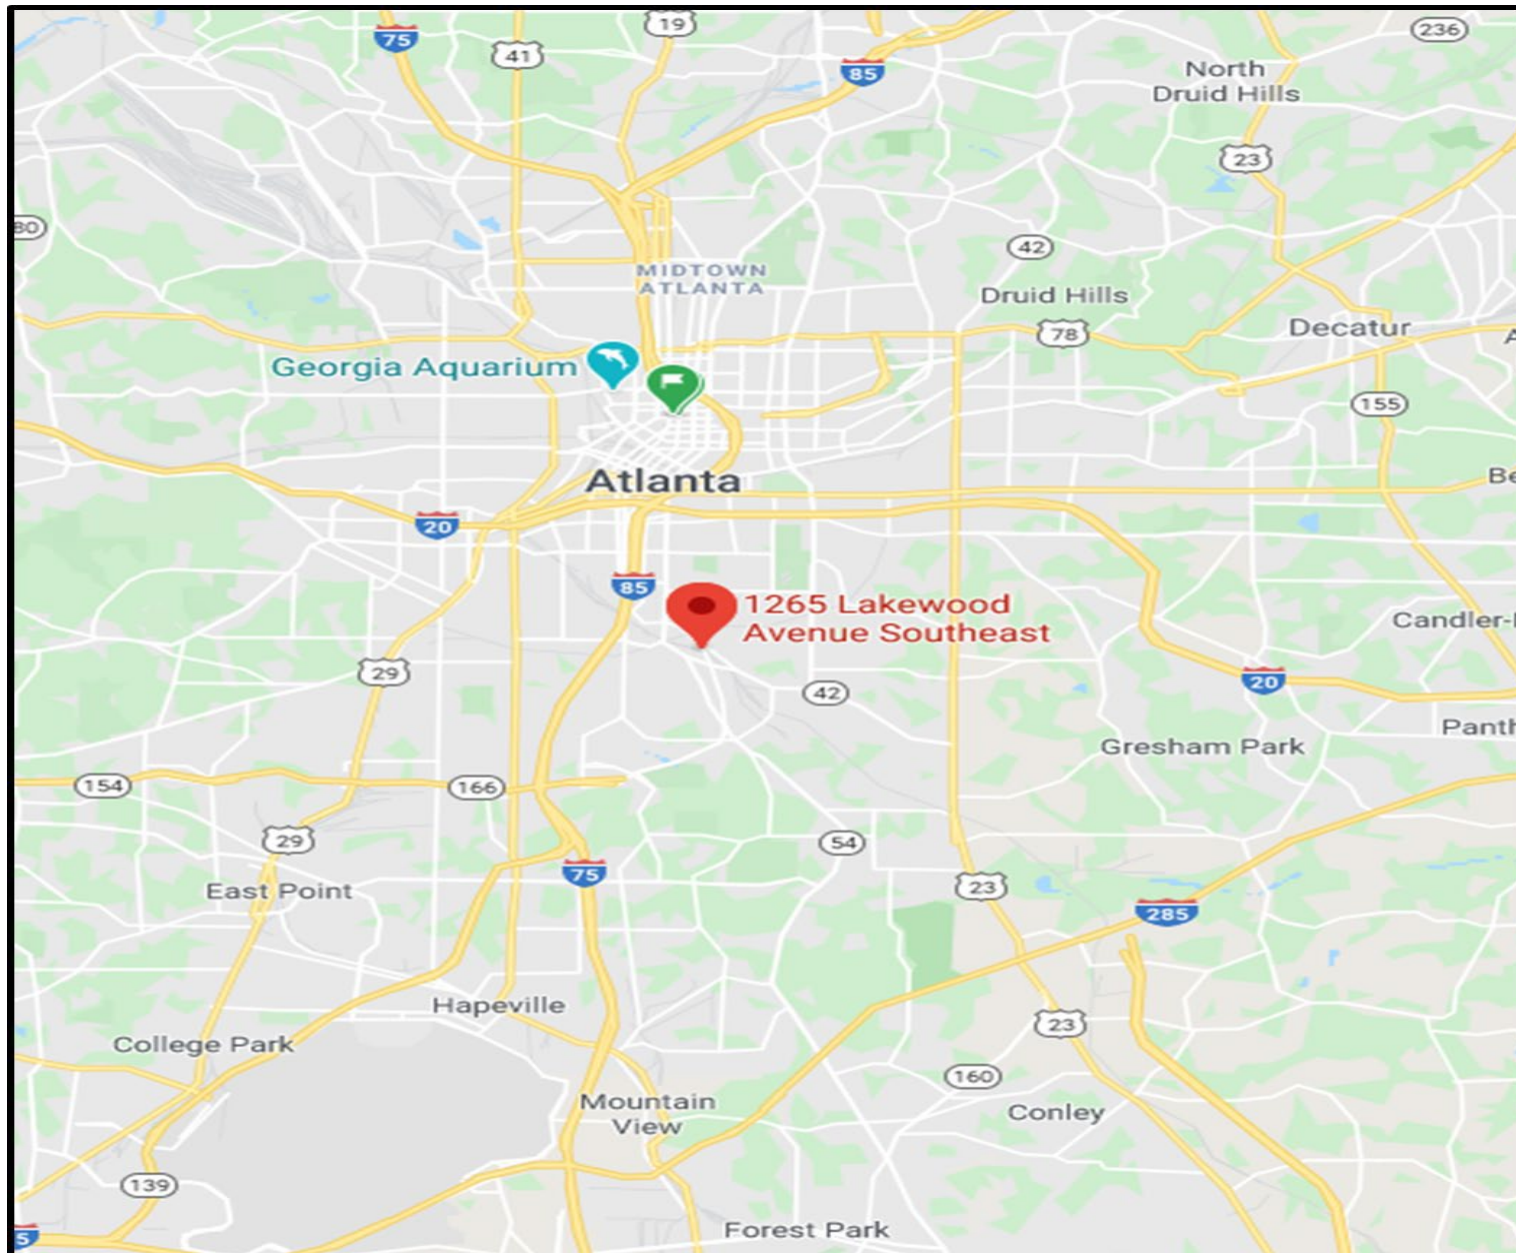 19
75
41
236
85
North
Druid Hills
23
80
42
MIDTOWN
ATLANTA
Druid Hills
78
Decatur
Georgia Aquarium
155
Atlanta
20
85
1265 Lakewood
Avenue Southeast
29
42
20
Gresham Park
154
166
29
54
75
23
East Point
285
Hapeville
23
College Park
160
Mountain
View
Conley
139
Forest Park
5